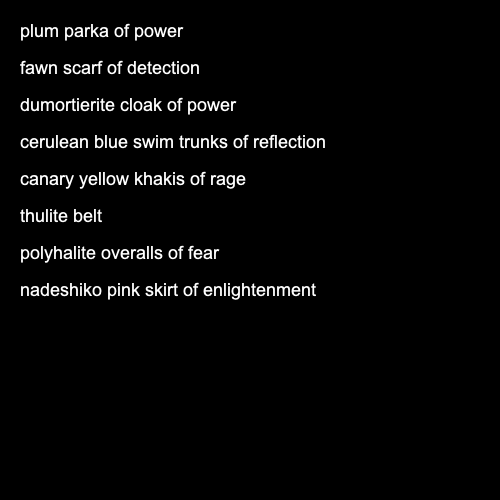 plum parka of power
fawn scarf of detection
dumortierite cloak of power
cerulean blue swim trunks of reflection
canary yellow khakis of rage
thulite belt
polyhalite overalls of fear
nadeshiko pink skirt of enlightenment